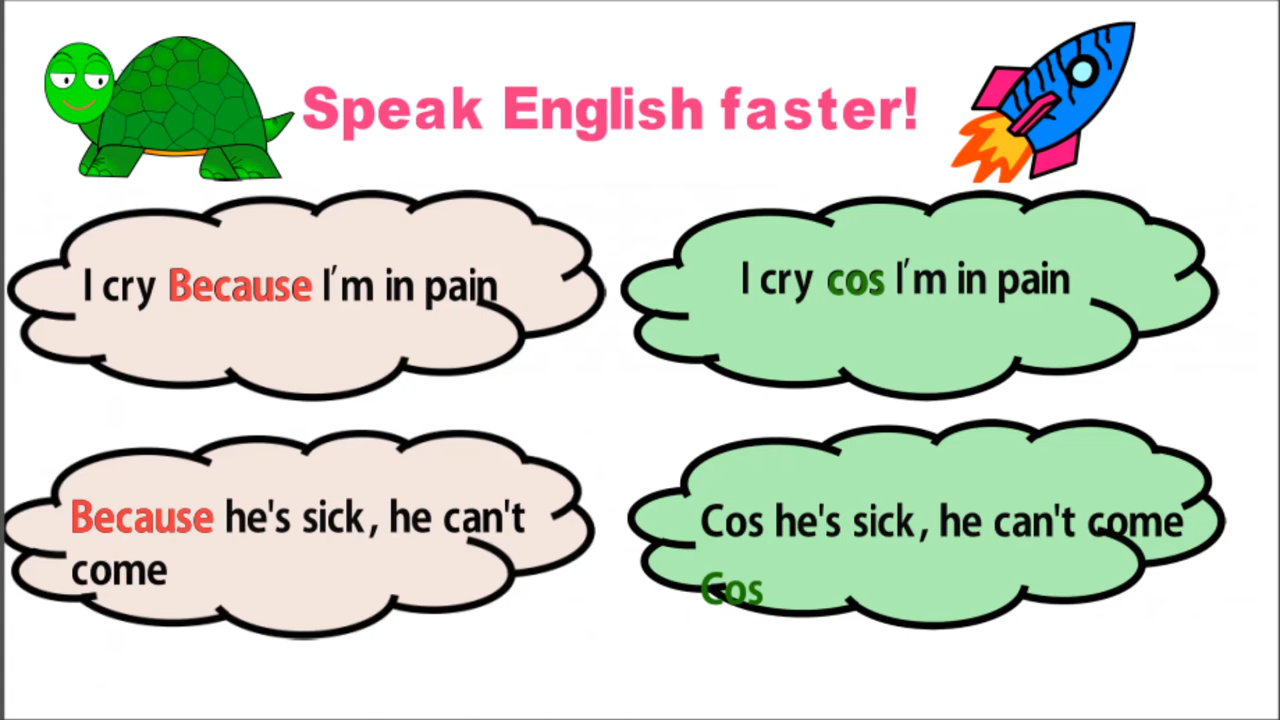 Speak English faster!
I cry Because I'm in pain
I cry cos I'm in pain
Because he's sick, he can't
come
Cos he's sick, he can't come
Cos